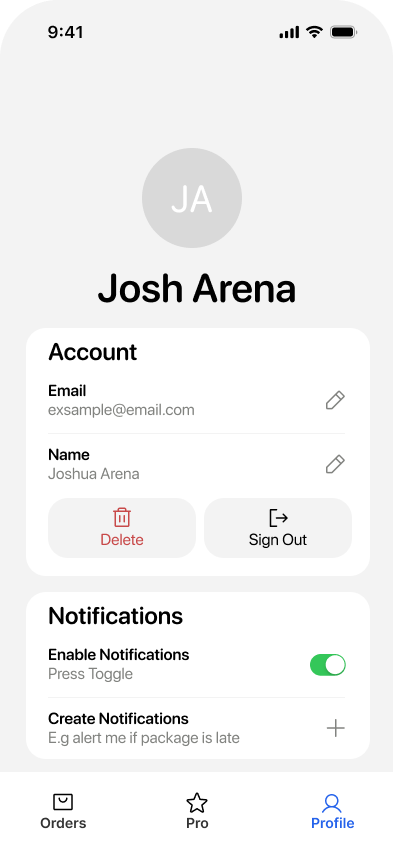 9:41
JA
Josh Arena
Account
Email
exsample@email.com
Name
Joshua Arena
Delete
Sign Out
Notifications
Enable Notifications
Press Toggle
Create Notifications
E.g alert me if package is late
Orders
Pro
Profile